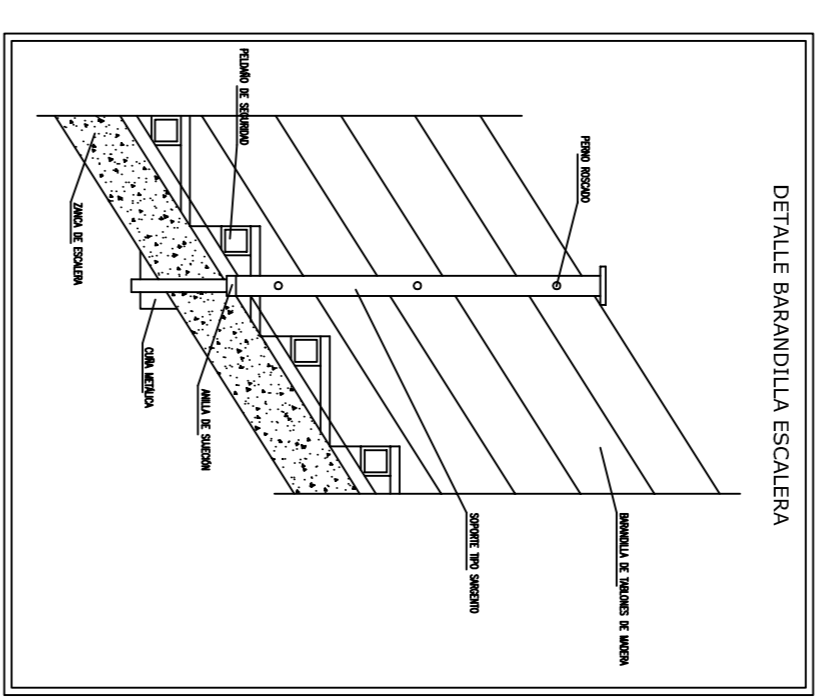 DETALLE BARANDILLA ESCALERA
PERNO ROSCADO
BARANDILLA DE TABLONES DE MADERA
SOPORTE TIPO SARGENTO
PELDAÑO DE SEGURIDAD
ANILLA DE SUJECIÓN
CUÑA METÁLICA
ZANCA DE ESCALERA